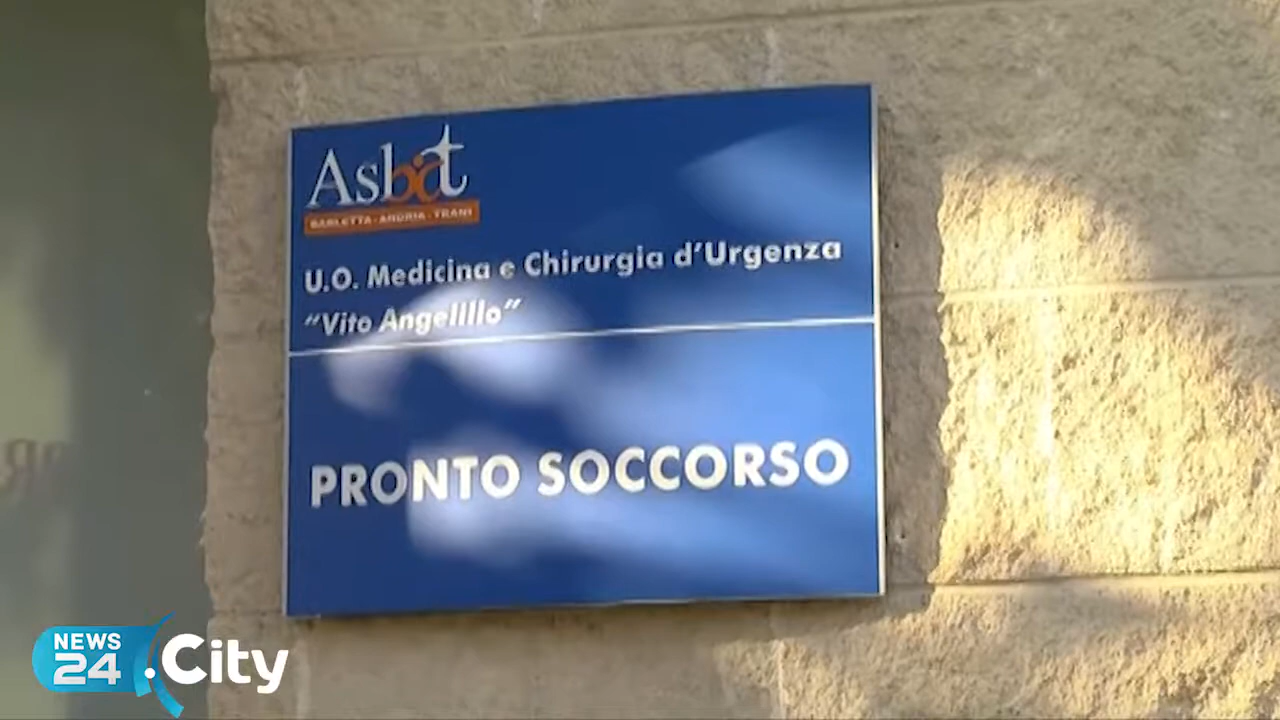 Asbat
BARLETTA - ANDRIA - TRANI
U.O. Medicina e Chirurgia d'Urgenza
"Vito Angelillo"
PRONTO SOCCORSO
NEWS
24
.City